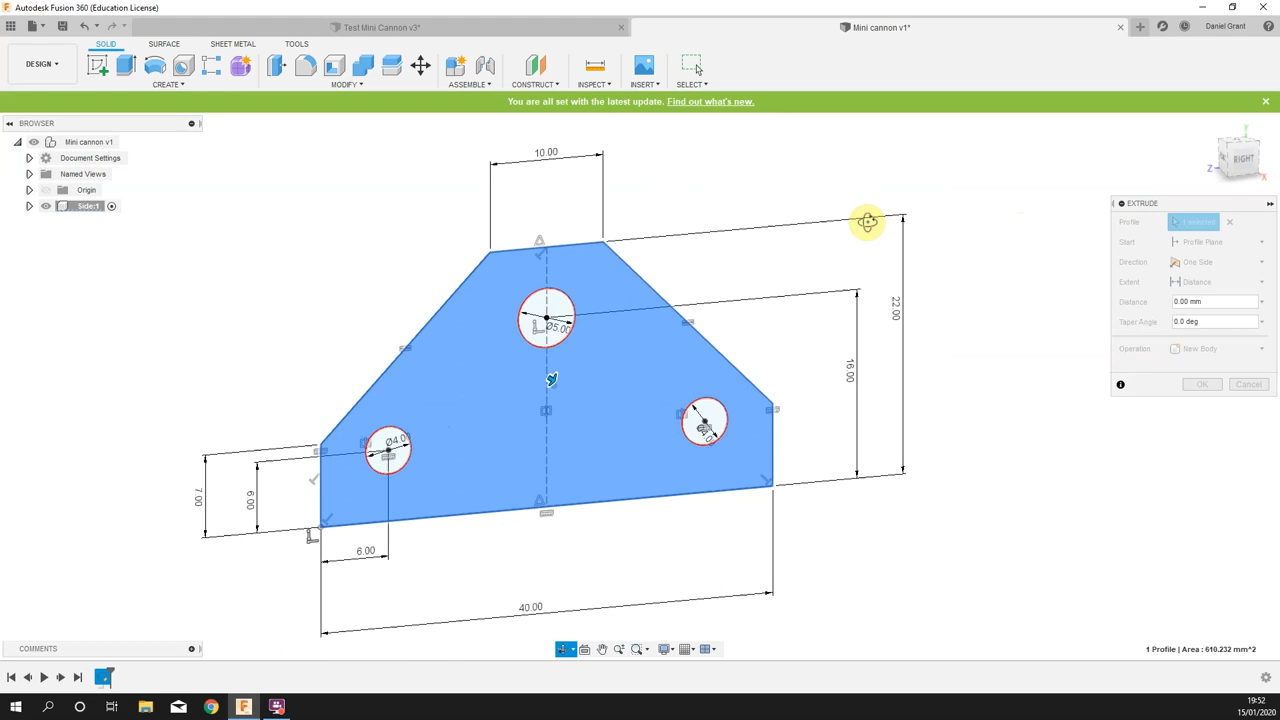 Autodesk Fusion 360 (Education License)
Test Mini Cannon v3*
Mini cannon v1*
Daniel Grant
DESIGN
SOLID
SURFACE
SHEET METAL
TOOLS
CREATE
MODIFY
ASSEMBLE
CONSTRUCT
INSPECT
INSERT
SELECT
You are all set with the latest update. Find out what's new.
BROWSER
Mini cannon v1
Document Settings
Named Views
Origin
Side:1
10.00
22.00
16.00
Ø5.00
Ø4.00
7.00
6.00
6.00
40.00
RIGHT
Z
X
Y
EXTRUDE
Profile
1 selected
Start
Profile Plane
Direction
One Side
Extent
Distance
Distance
0.00 mm
Taper Angle
0.0 deg
Operation
New Body
OK
Cancel
COMMENTS
1 Profile | Area : 610.232 mm^2
19:52
15/01/2020